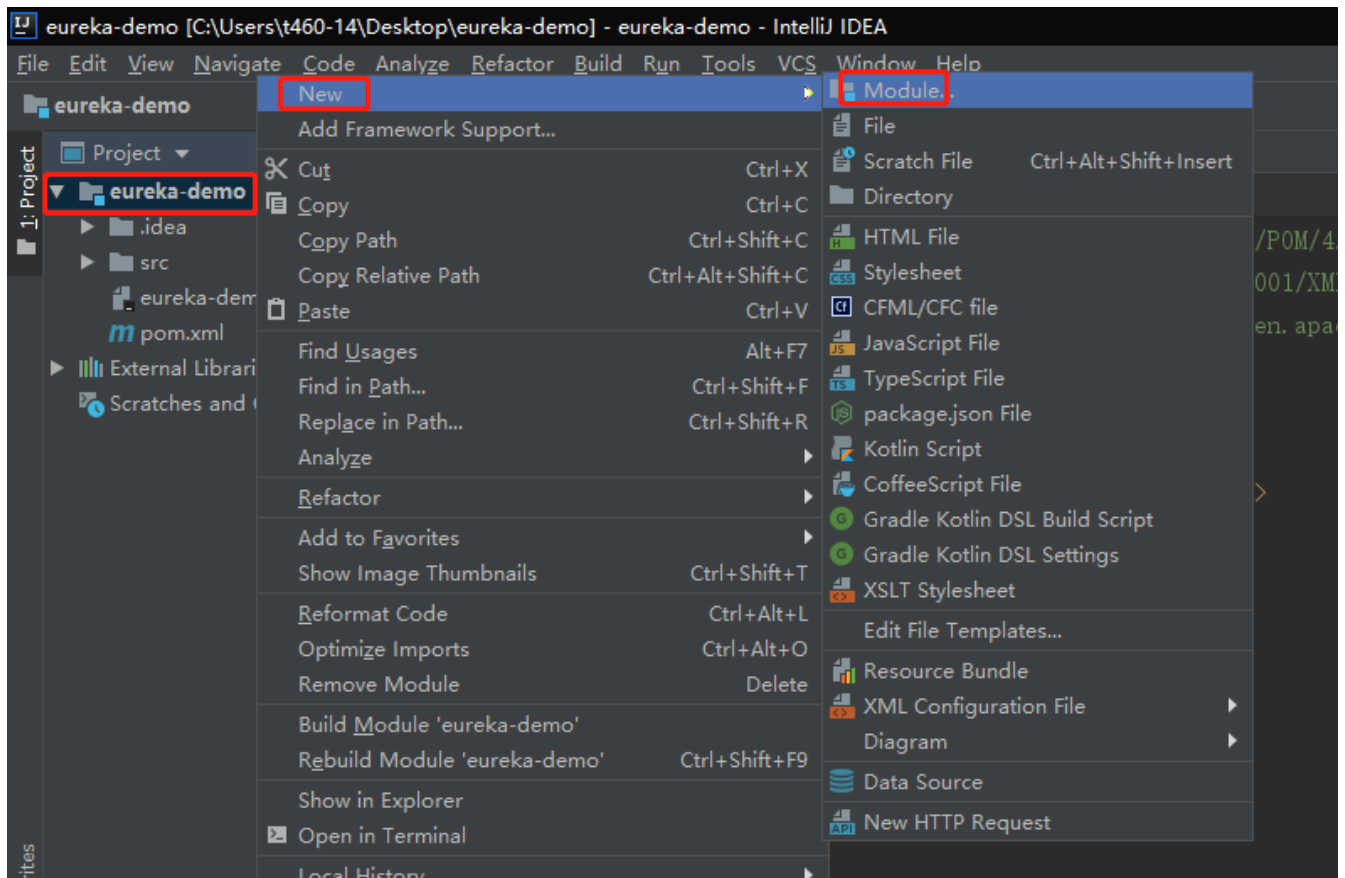 eureka-demo [C:\Users\t460-14\Desktop\eureka-demo] - eureka-demo - IntelliJ IDEA
File Edit View Navigate Code Analyze Refactor Build Run Tools VCS Window Help
eureka-demo
1: Project
Project
eureka-demo
.idea
src
eureka-dem
pom.xml
External Librari
Scratches and
New
Add Framework Support...
Cut Ctrl+X
Copy Ctrl+C
Copy Path Ctrl+Shift+C
Copy Relative Path Ctrl+Alt+Shift+C
Paste Ctrl+V
Find Usages Alt+F7
Find in Path... Ctrl+Shift+F
Replace in Path... Ctrl+Shift+R
Analyze
Refactor
Add to Favorites
Show Image Thumbnails Ctrl+Shift+T
Reformat Code Ctrl+Alt+L
Optimize Imports Ctrl+Alt+O
Remove Module Delete
Build Module 'eureka-demo'
Rebuild Module 'eureka-demo' Ctrl+Shift+F9
Show in Explorer
Open in Terminal
Local History
Module...
File
Scratch File Ctrl+Alt+Shift+Insert
Directory
HTML File
Stylesheet
CFML/CFC file
JavaScript File
TypeScript File
package.json File
Kotlin Script
CoffeeScript File
Gradle Kotlin DSL Build Script
Gradle Kotlin DSL Settings
XSLT Stylesheet
Edit File Templates...
Resource Bundle
XML Configuration File
Diagram
Data Source
New HTTP Request
/POM/4.
001/XM
en.apa
>